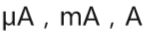 µA , mA , A